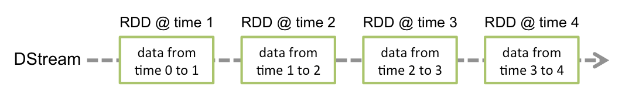 RDD @ time 1 RDD @ time 2 RDD @ time 3 RDD @ time 4
DStream
data from
time 0 to 1
data from
time 1 to 2
data from
time 2 to 3
data from
time 3 to 4